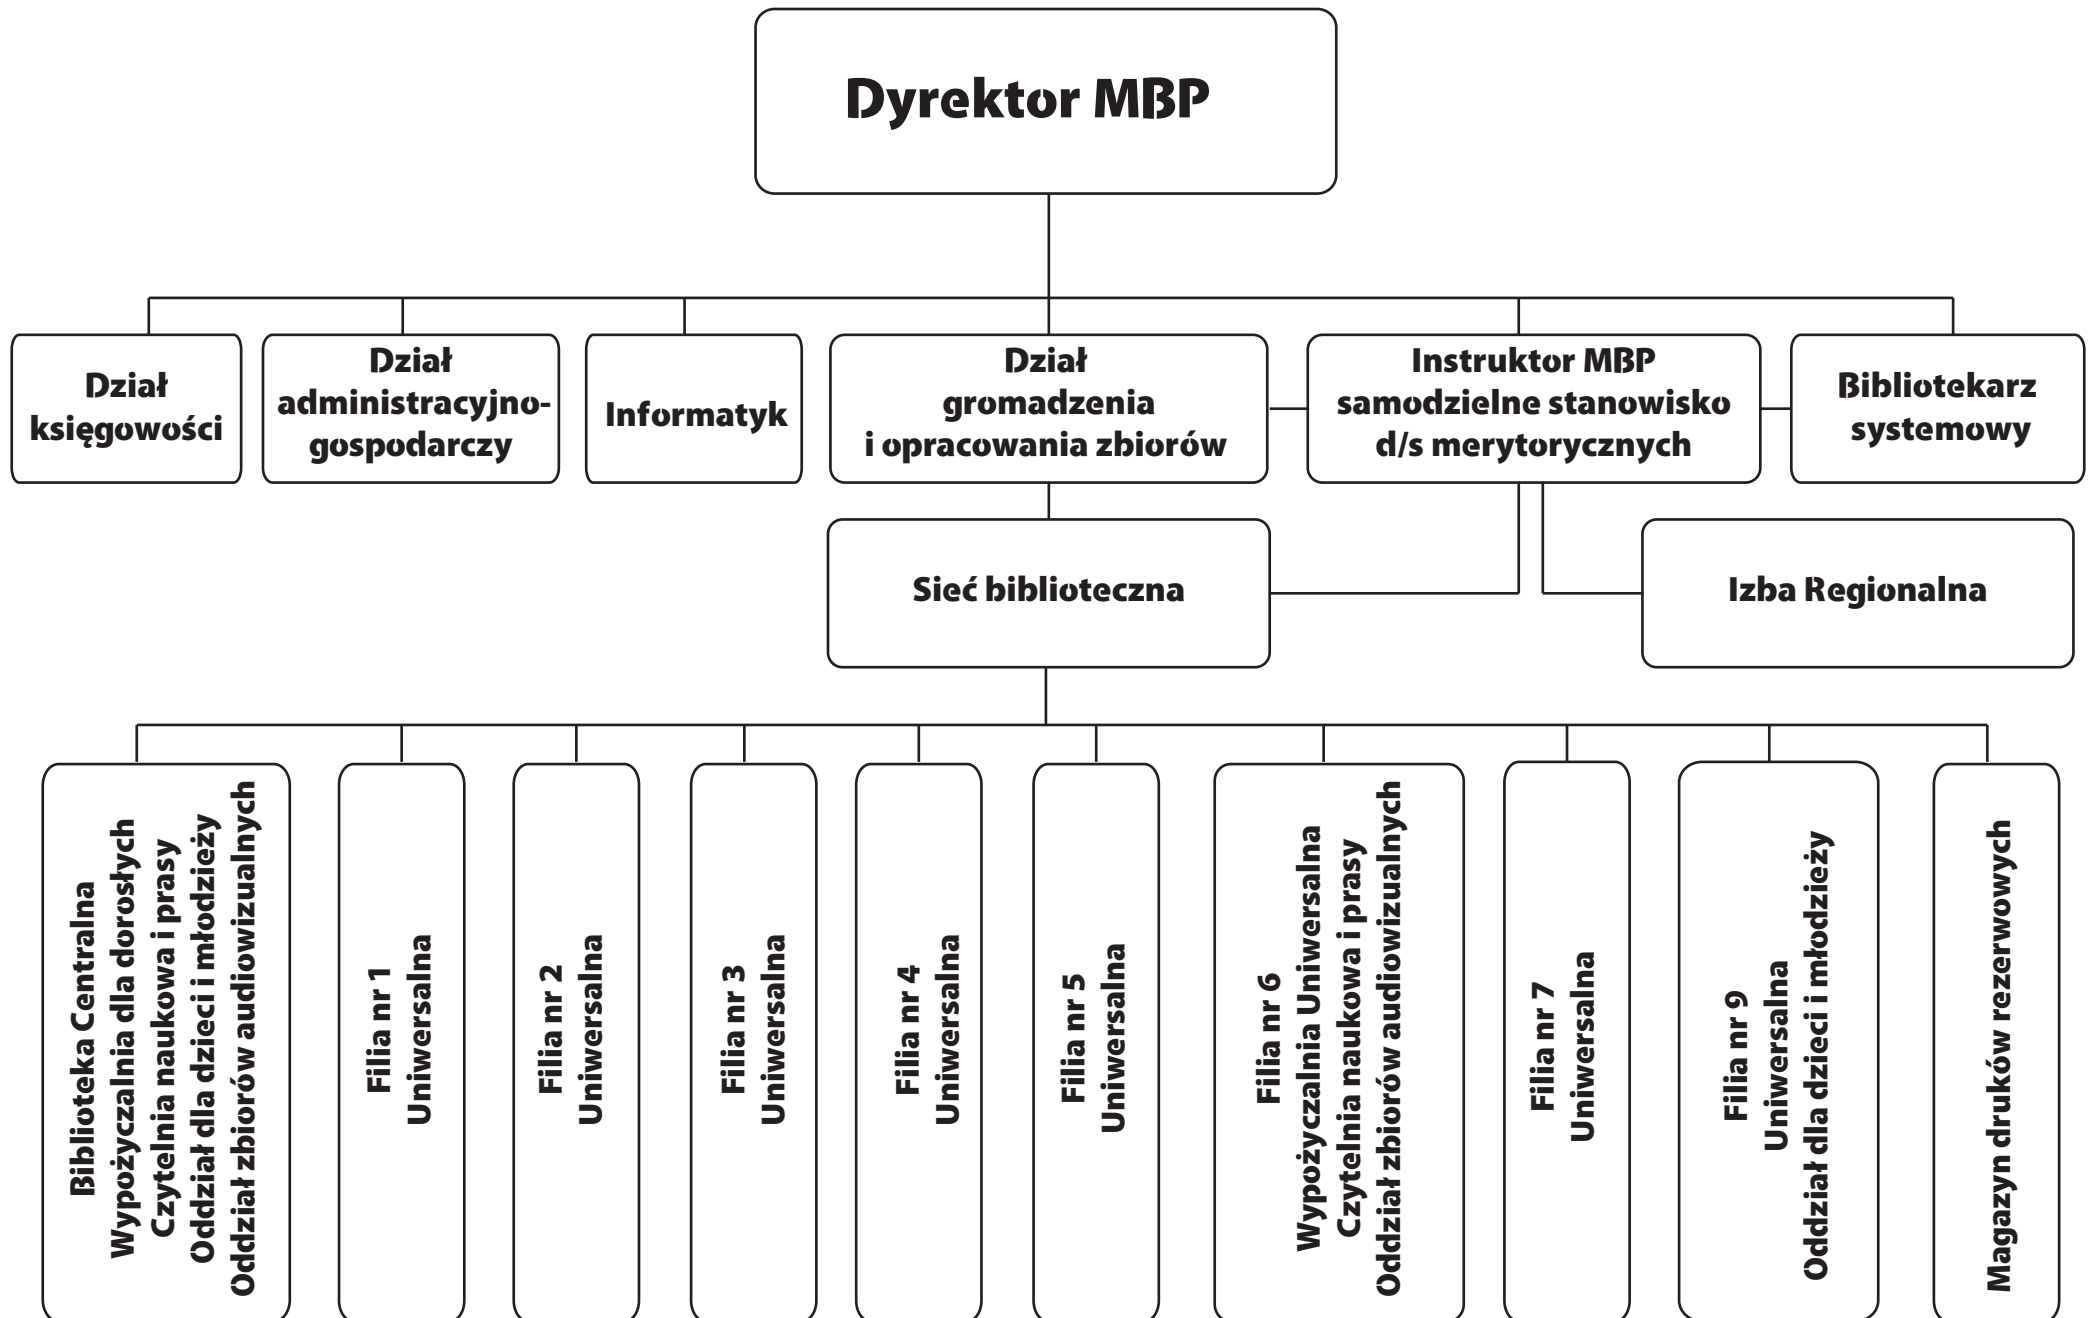 Dyrektor MBP
Dział
księgowości
Dział
administracyjno-
gospodarczy
Informatyk
Dział
gromadzenia
i opracowania zbiorów
Instruktor MBP
samodzielne stanowisko
d/s merytorycznych
Bibliotekarz
systemowy
Sieć biblioteczna
Izba Regionalna
Biblioteka Centralna
Wypożyczalnia dla dorosłych
Czytelnia naukowa i prasy
Oddział dla dzieci i młodzieży
Oddział zbiorów audiowizualnych
Filia nr 1
Uniwersalna
Filia nr 2
Uniwersalna
Filia nr 3
Uniwersalna
Filia nr 4
Uniwersalna
Filia nr 5
Uniwersalna
Filia nr 6
Wypożyczalnia Uniwersalna
Czytelnia naukowa i prasy
Oddział zbiorów audiowizualnych
Filia nr 7
Uniwersalna
Filia nr 9
Uniwersalna
Oddział dla dzieci i młodzieży
Magazyn druków rezerwowych